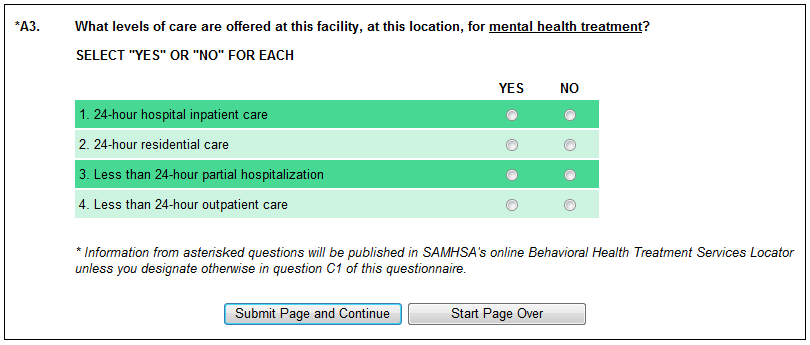 *A3. What levels of care are offered at this facility, at this location, for mental health treatment?
SELECT "YES" OR "NO" FOR EACH
YES NO
1. 24-hour hospital inpatient care
2. 24-hour residential care
3. Less than 24-hour partial hospitalization
4. Less than 24-hour outpatient care
* Information from asterisked questions will be published in SAMHSA's online Behavioral Health Treatment Services Locator
unless you designate otherwise in question C1 of this questionnaire.
Submit Page and Continue Start Page Over